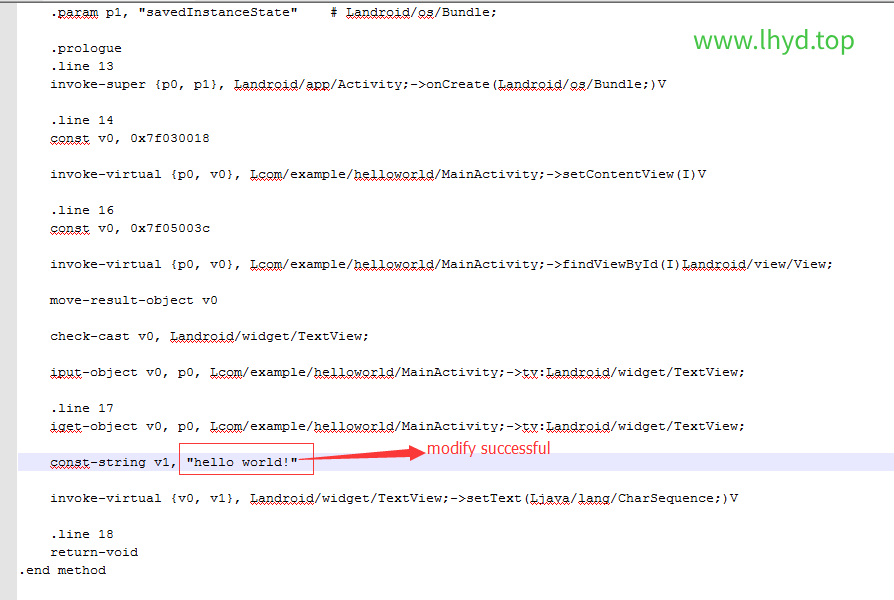 .param p1, "savedInstanceState"    # Landroid/os/Bundle;
www.lhyd.top
.prologue
.line 13
invoke-super {p0, p1}, Landroid/app/Activity;->onCreate(Landroid/os/Bundle;)V
.line 14
const v0, 0x7f030018
invoke-virtual {p0, v0}, Lcom/example/helloworld/MainActivity;->setContentView(I)V
.line 16
const v0, 0x7f05003c
invoke-virtual {p0, v0}, Lcom/example/helloworld/MainActivity;->findViewById(I)Landroid/view/View;
move-result-object v0
check-cast v0, Landroid/widget/TextView;
iput-object v0, p0, Lcom/example/helloworld/MainActivity;->tv:Landroid/widget/TextView;
.line 17
iget-object v0, p0, Lcom/example/helloworld/MainActivity;->tv:Landroid/widget/TextView;
const-string v1, "hello world!"
modify successful
invoke-virtual {v0, v1}, Landroid/widget/TextView;->setText(Ljava/lang/CharSequence;)V
.line 18
return-void
.end method